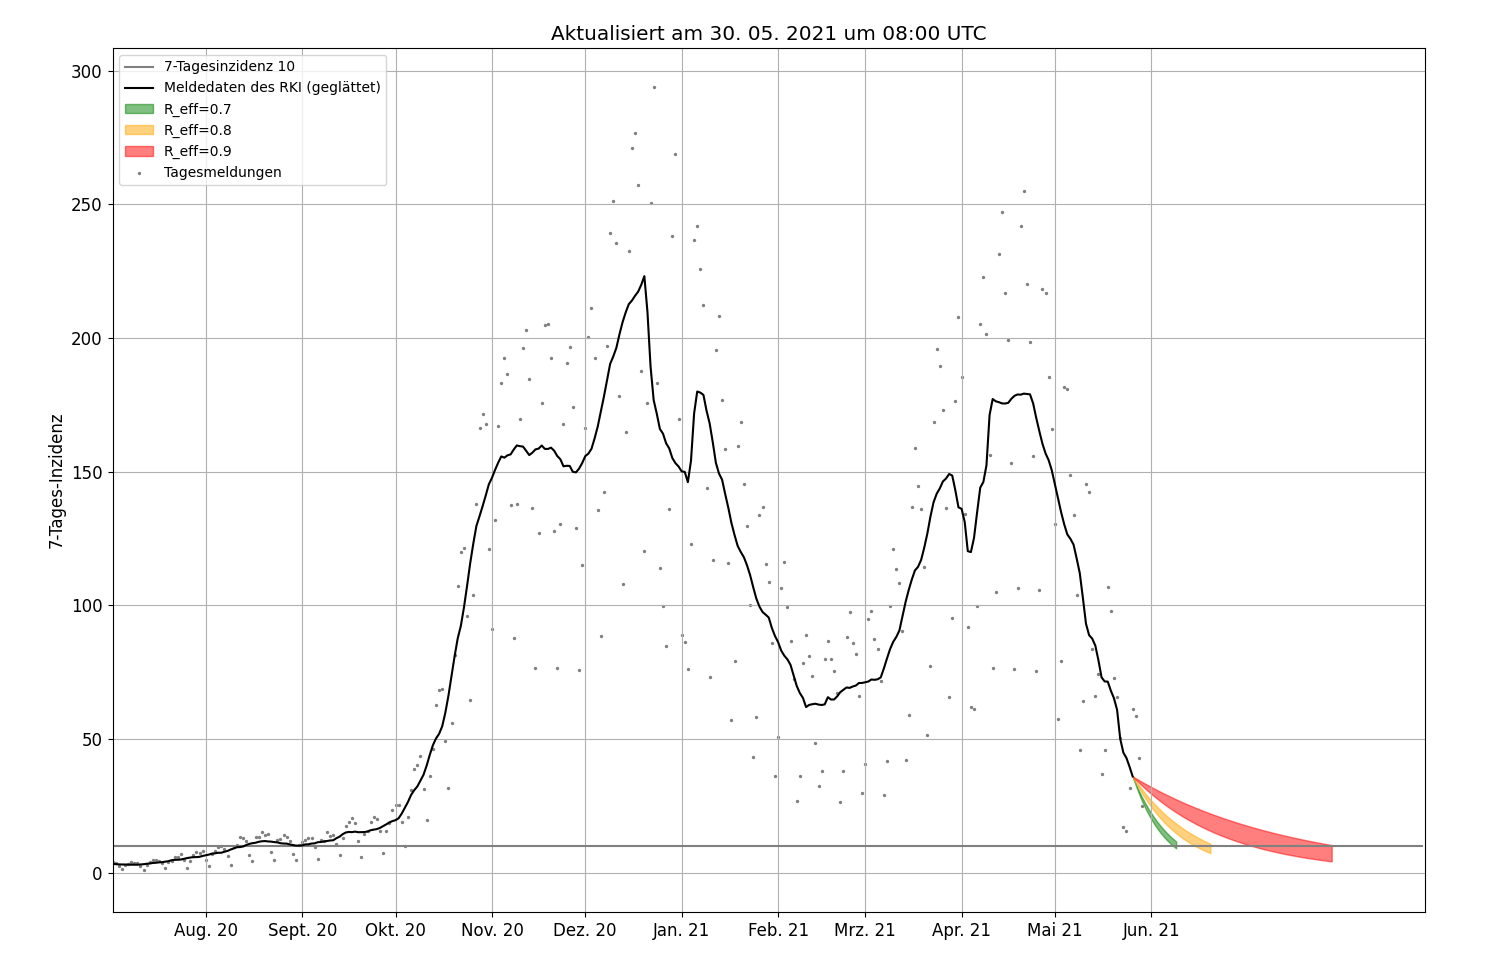 Aktualisiert am 30. 05. 2021 um 08:00 UTC
7-Tagesinzidenz 10
Meldedaten des RKI (geglättet)
R_eff=0.7
R_eff=0.8
R_eff=0.9
Tagesmeldungen
7-Tages-Inzidenz
300
250
200
150
100
50
0
Aug. 20 Sept. 20 Okt. 20 Nov. 20 Dez. 20 Jan. 21 Feb. 21 Mrz. 21 Apr. 21 Mai 21 Jun. 21